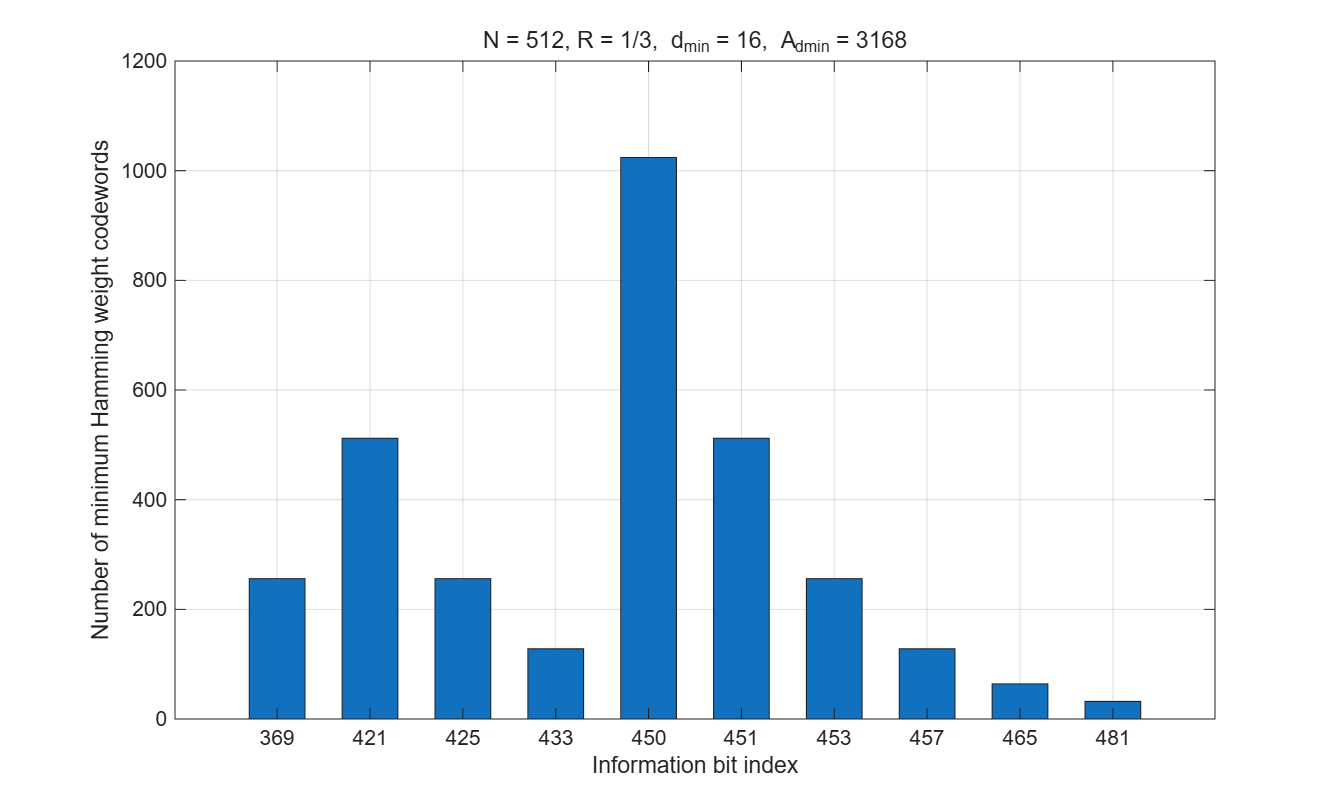 N = 512, R = 1/3,  dmin = 16,  Admin = 3168
1200
1000
800
600
400
200
0
Number of minimum Hamming weight codewords
369 421 425 433 450 451 453 457 465 481
Information bit index